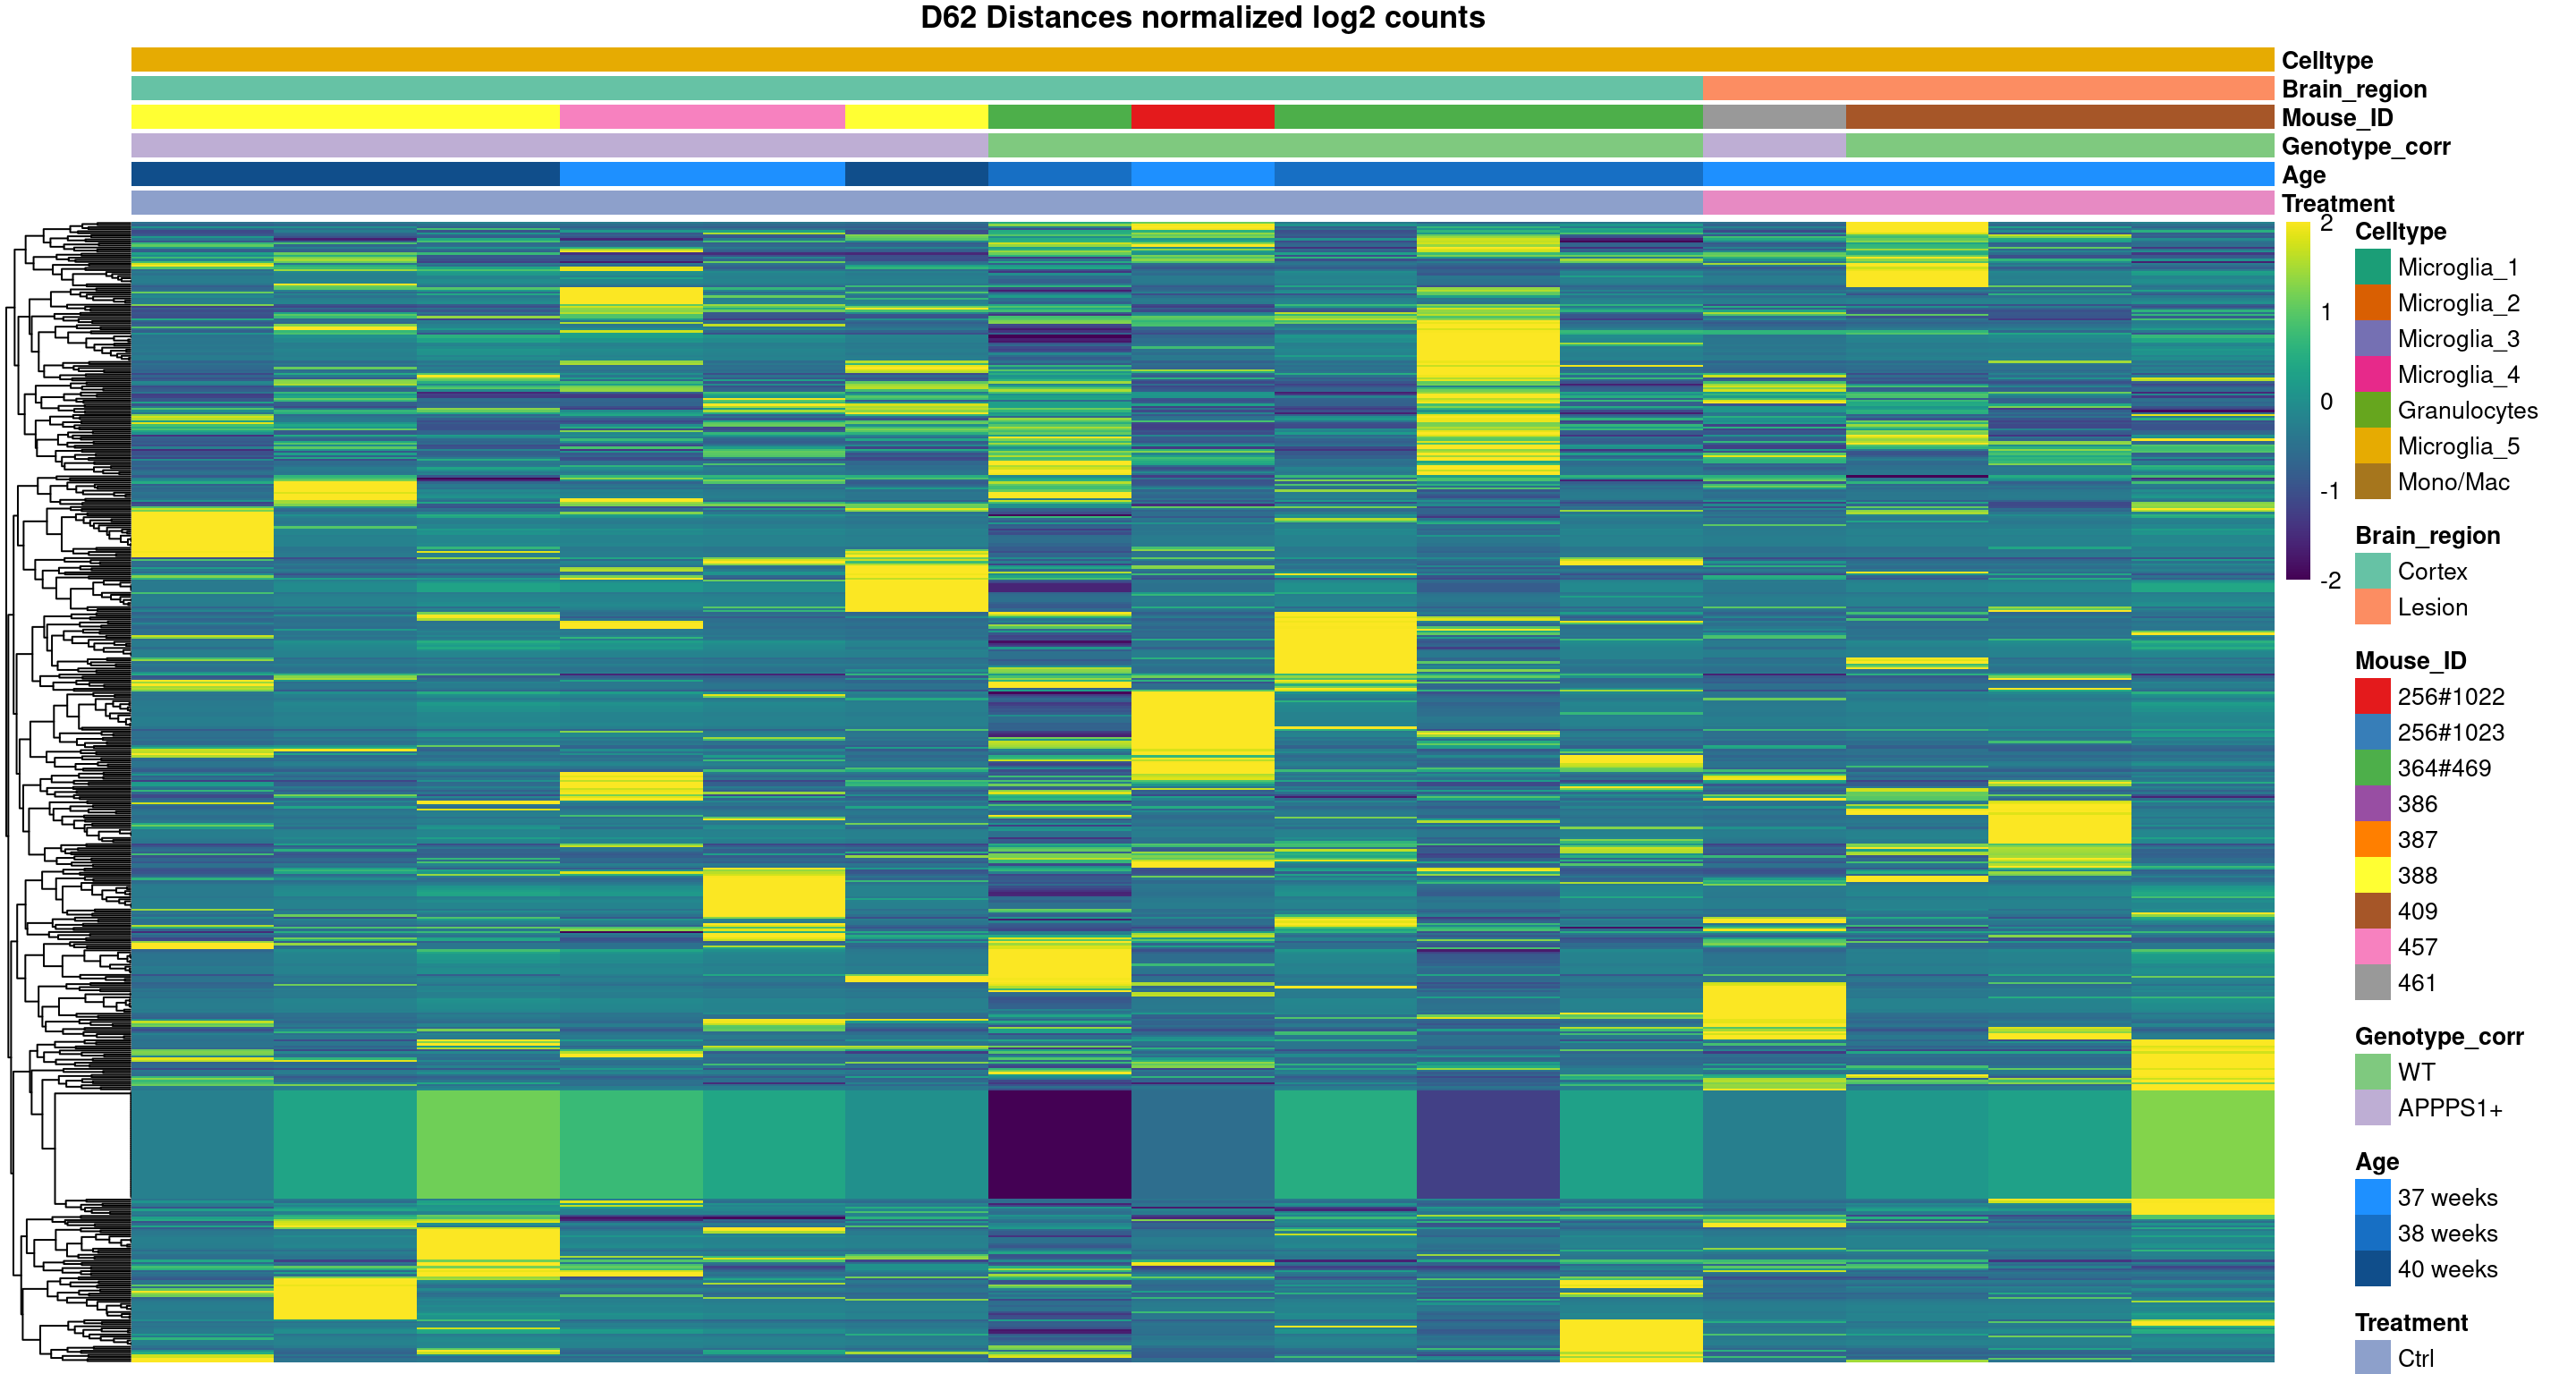 D62 Distances normalized log2 counts
Celltype
Brain_region
Mouse_ID
Genotype_corr
Age
Treatment
2
1
0
-1
-2
Celltype
Microglia_1
Microglia_2
Microglia_3
Microglia_4
Granulocytes
Microglia_5
Mono/Mac
Brain_region
Cortex
Lesion
Mouse_ID
256#1022
256#1023
364#469
386
387
388
409
457
461
Genotype_corr
WT
APPPS1+
Age
37 weeks
38 weeks
40 weeks
Treatment
Ctrl